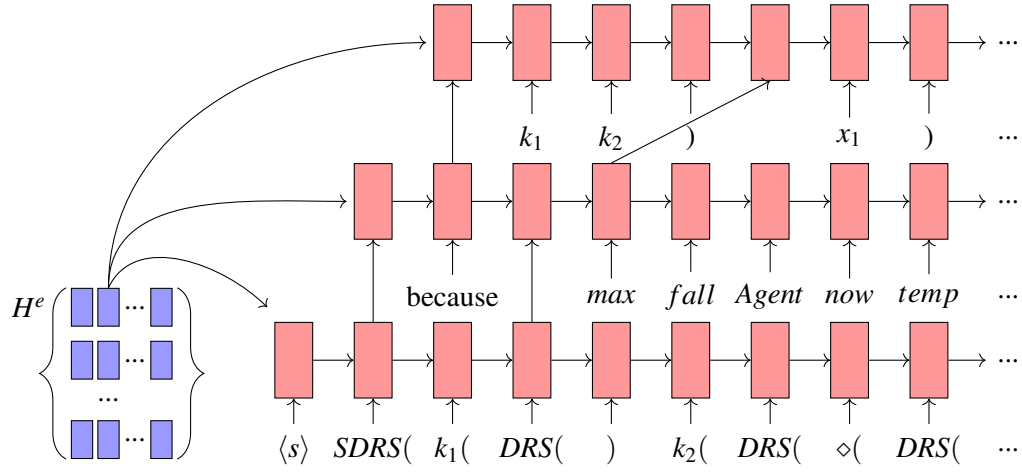 ...
k₁ k₂ ) x₁ ) ...
...
Hᵉ ... because max fall Agent now temp ...
...
...
...
⟨s⟩ SDRS( k₁( DRS( ) k₂( DRS( ⋄( DRS( ...